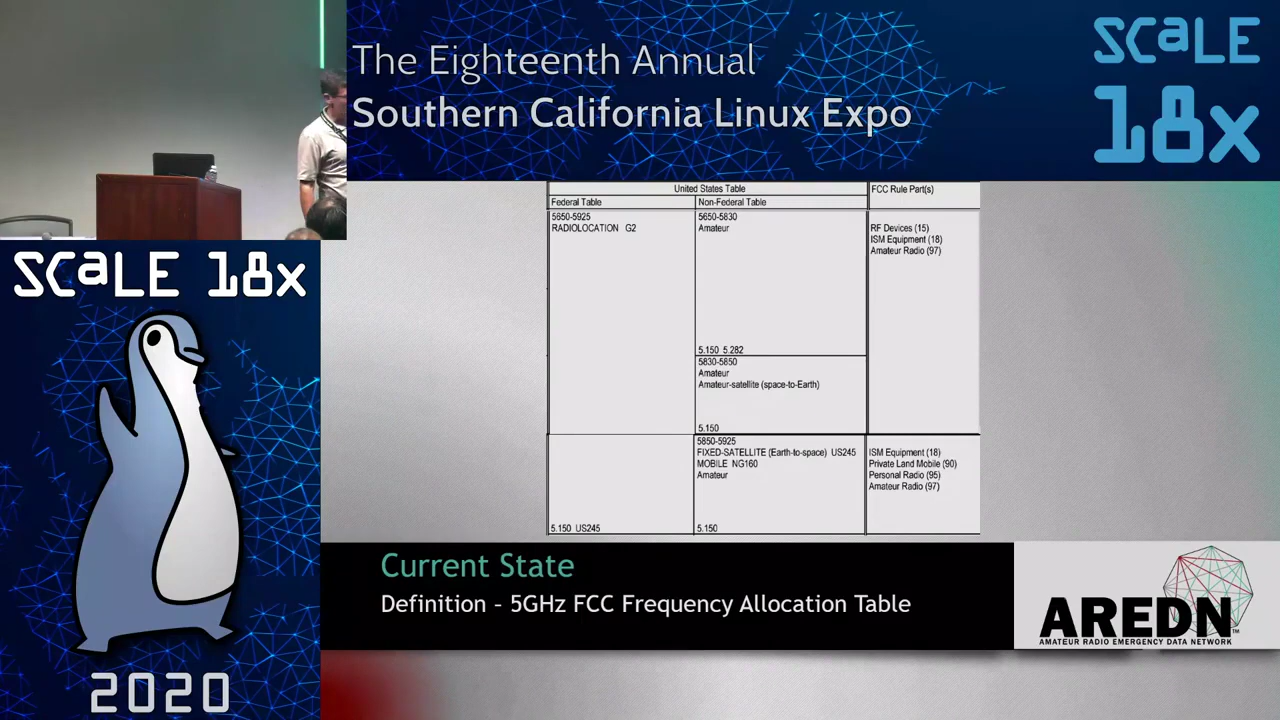 The Eighteenth Annual
Southern California Linux Expo
SCaLE
18x
SCALE 18x
2020
United States Table
FCC Rule Part(s)
Federal Table
Non-Federal Table
5650-5925
RADIOLOCATION G2
5650-5830
Amateur
RF Devices (15)
ISM Equipment (18)
Amateur Radio (97)
5.150 5.282
5830-5850
Amateur
Amateur-satellite (space-to-Earth)
5.150
5850-5925
FIXED-SATELLITE (Earth-to-space) US245
MOBILE NG160
Amateur
ISM Equipment (18)
Private Land Mobile (90)
Personal Radio (95)
Amateur Radio (97)
5.150 US245
5.150
Current State
Definition - 5GHz FCC Frequency Allocation Table
AREDN™
AMATEUR RADIO EMERGENCY DATA NETWORK